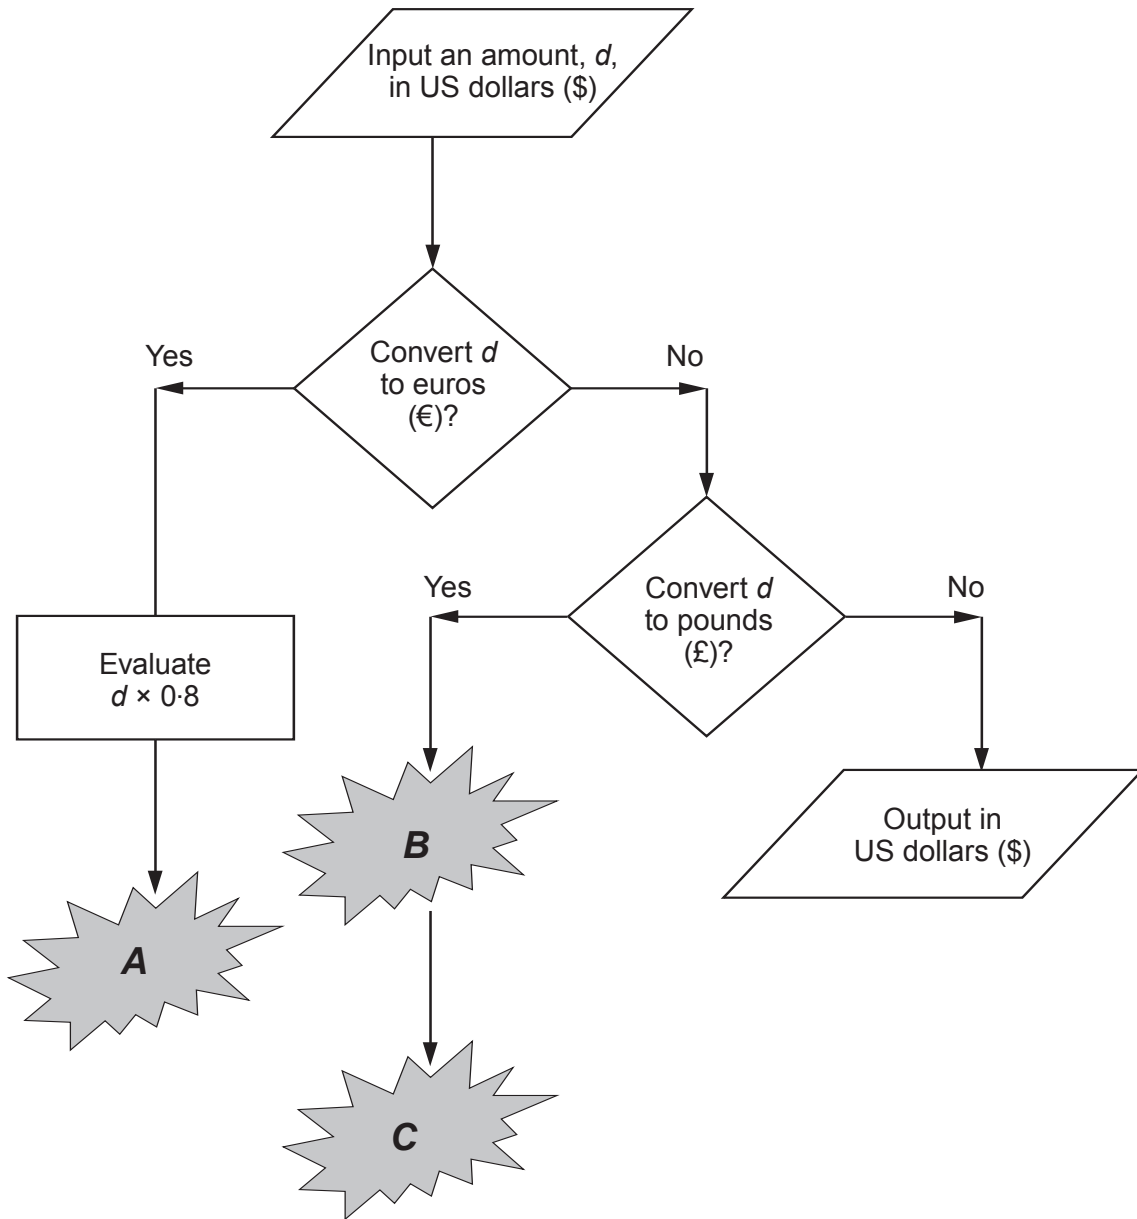 Input an amount, d,
in US dollars ($)
Yes
Convert d
to euros
(€)?
No
Yes
Convert d
to pounds
(£)?
No
Evaluate
d × 0·8
B
Output in
US dollars ($)
A
C